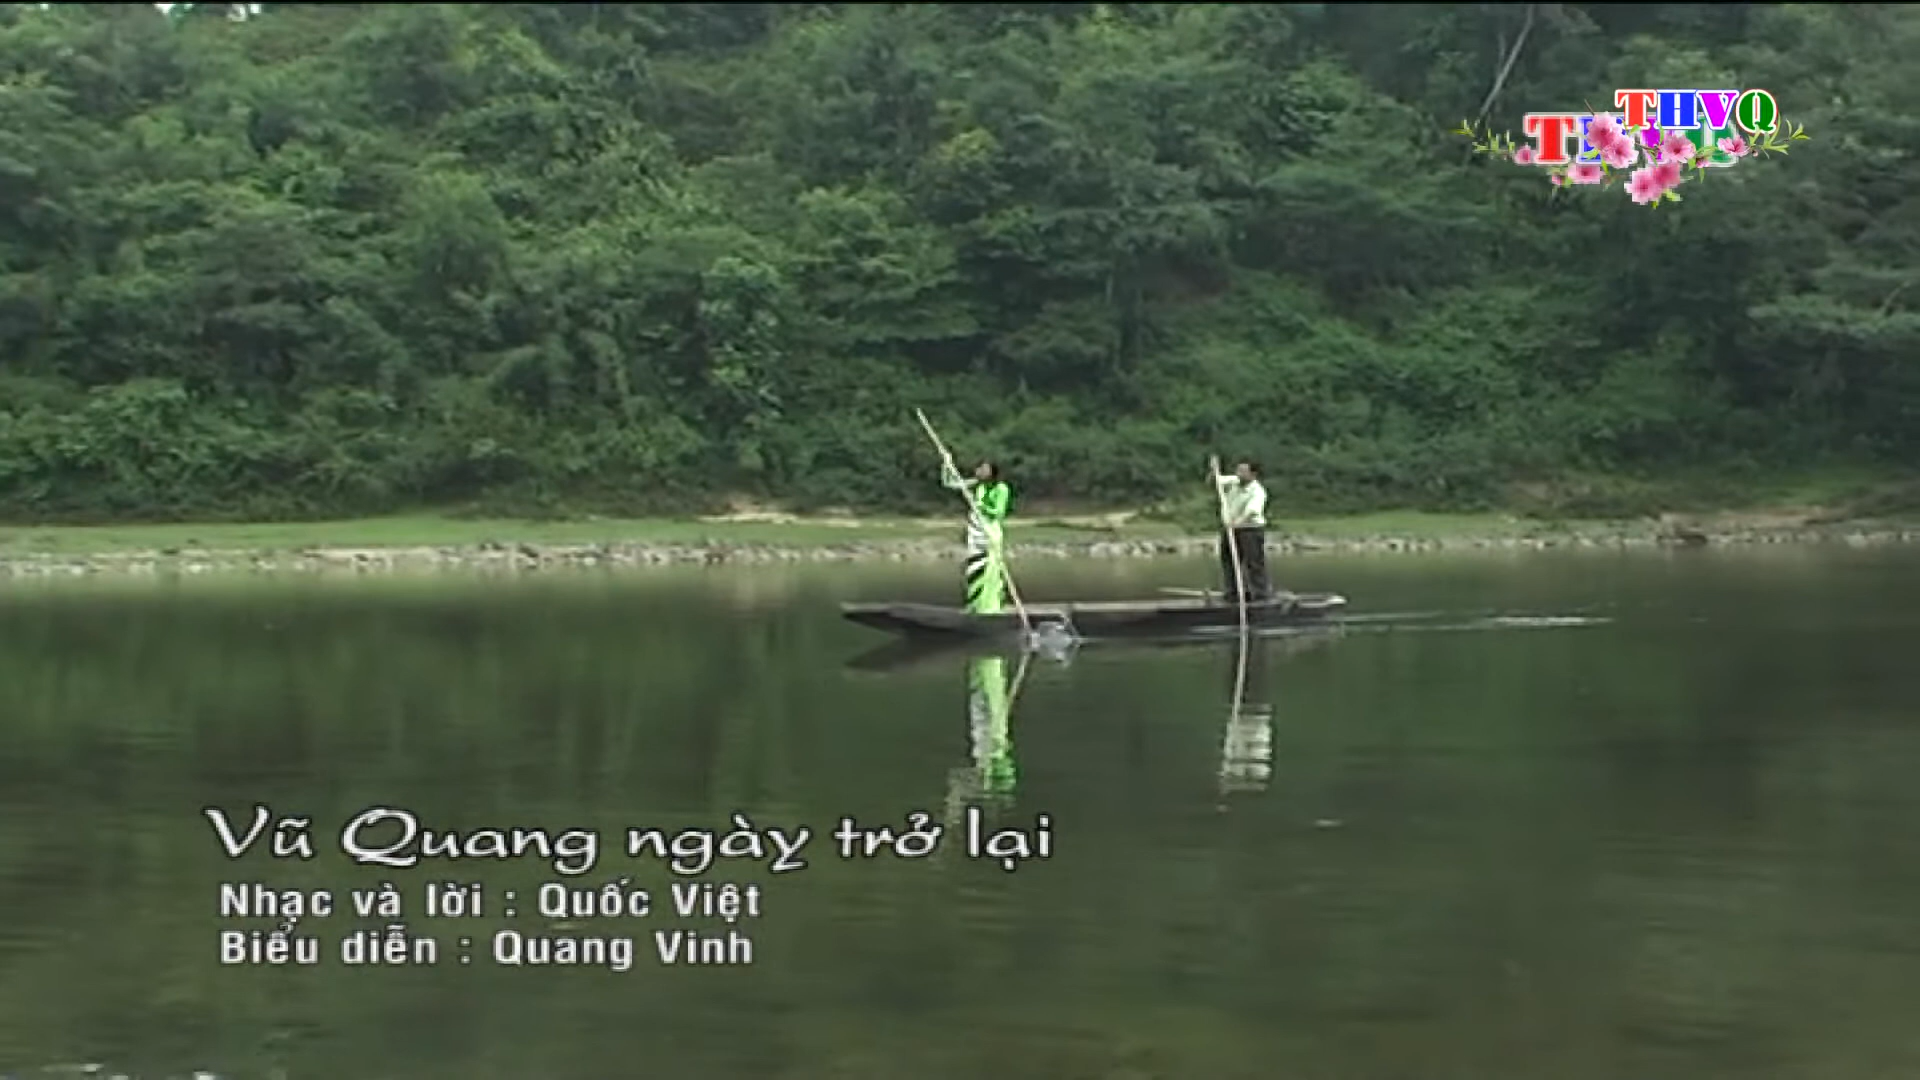 THVQ
Vũ Quang ngày trở lại
Nhạc và lời : Quốc Việt
Biểu diễn : Quang Vinh